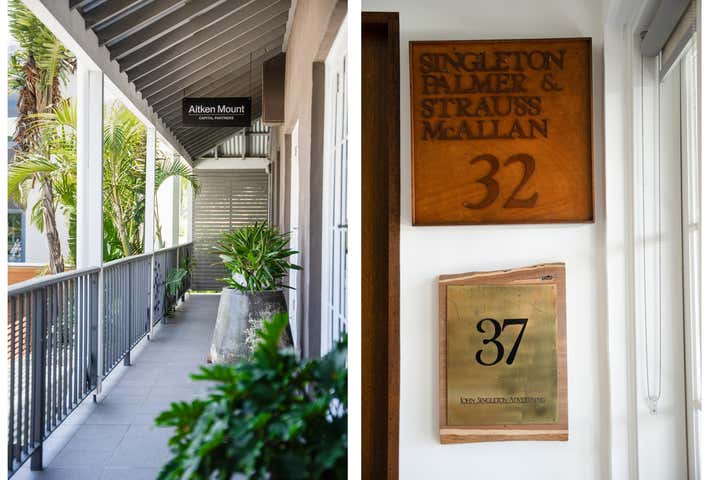 Aitken Mount
CAPITAL PARTNERS
SINGLETON
PALMER &
STRAUSS
McALLAN
32
37
JOHN SINGLETON ADVERTISING